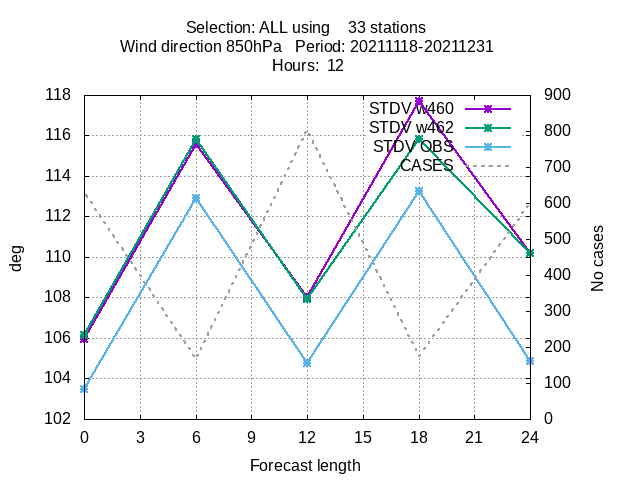 Selection: ALL using 33 stations
Wind direction 850hPa Period: 20211118-20211231
Hours: 12
118
116
114
112
110
108
106
104
102
900
800
700
600
500
400
300
200
100
0
STDV w460
STDV w462
STDV OBS
CASES
deg
No cases
0 3 6 9 12 15 18 21 24
Forecast length